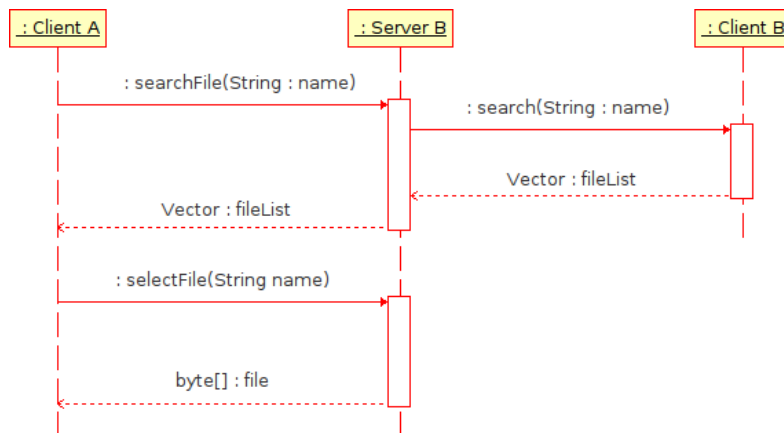 : Client A
: Server B
: Client B
: searchFile(String : name)
: search(String : name)
Vector : fileList
Vector : fileList
: selectFile(String name)
byte[] : file